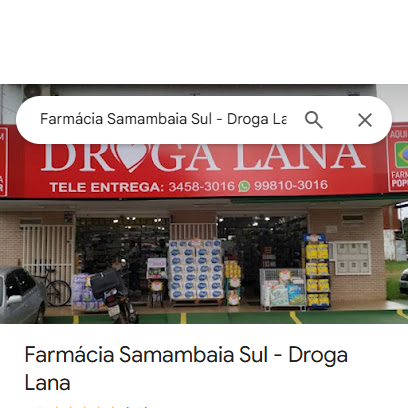 Farmácia Samambaia Sul - Droga La
DROGA LANA
TELE ENTREGA: 3458-3016 99810-3016
AQUI
FARM
POP
Farmácia Samambaia Sul - Droga
Lana